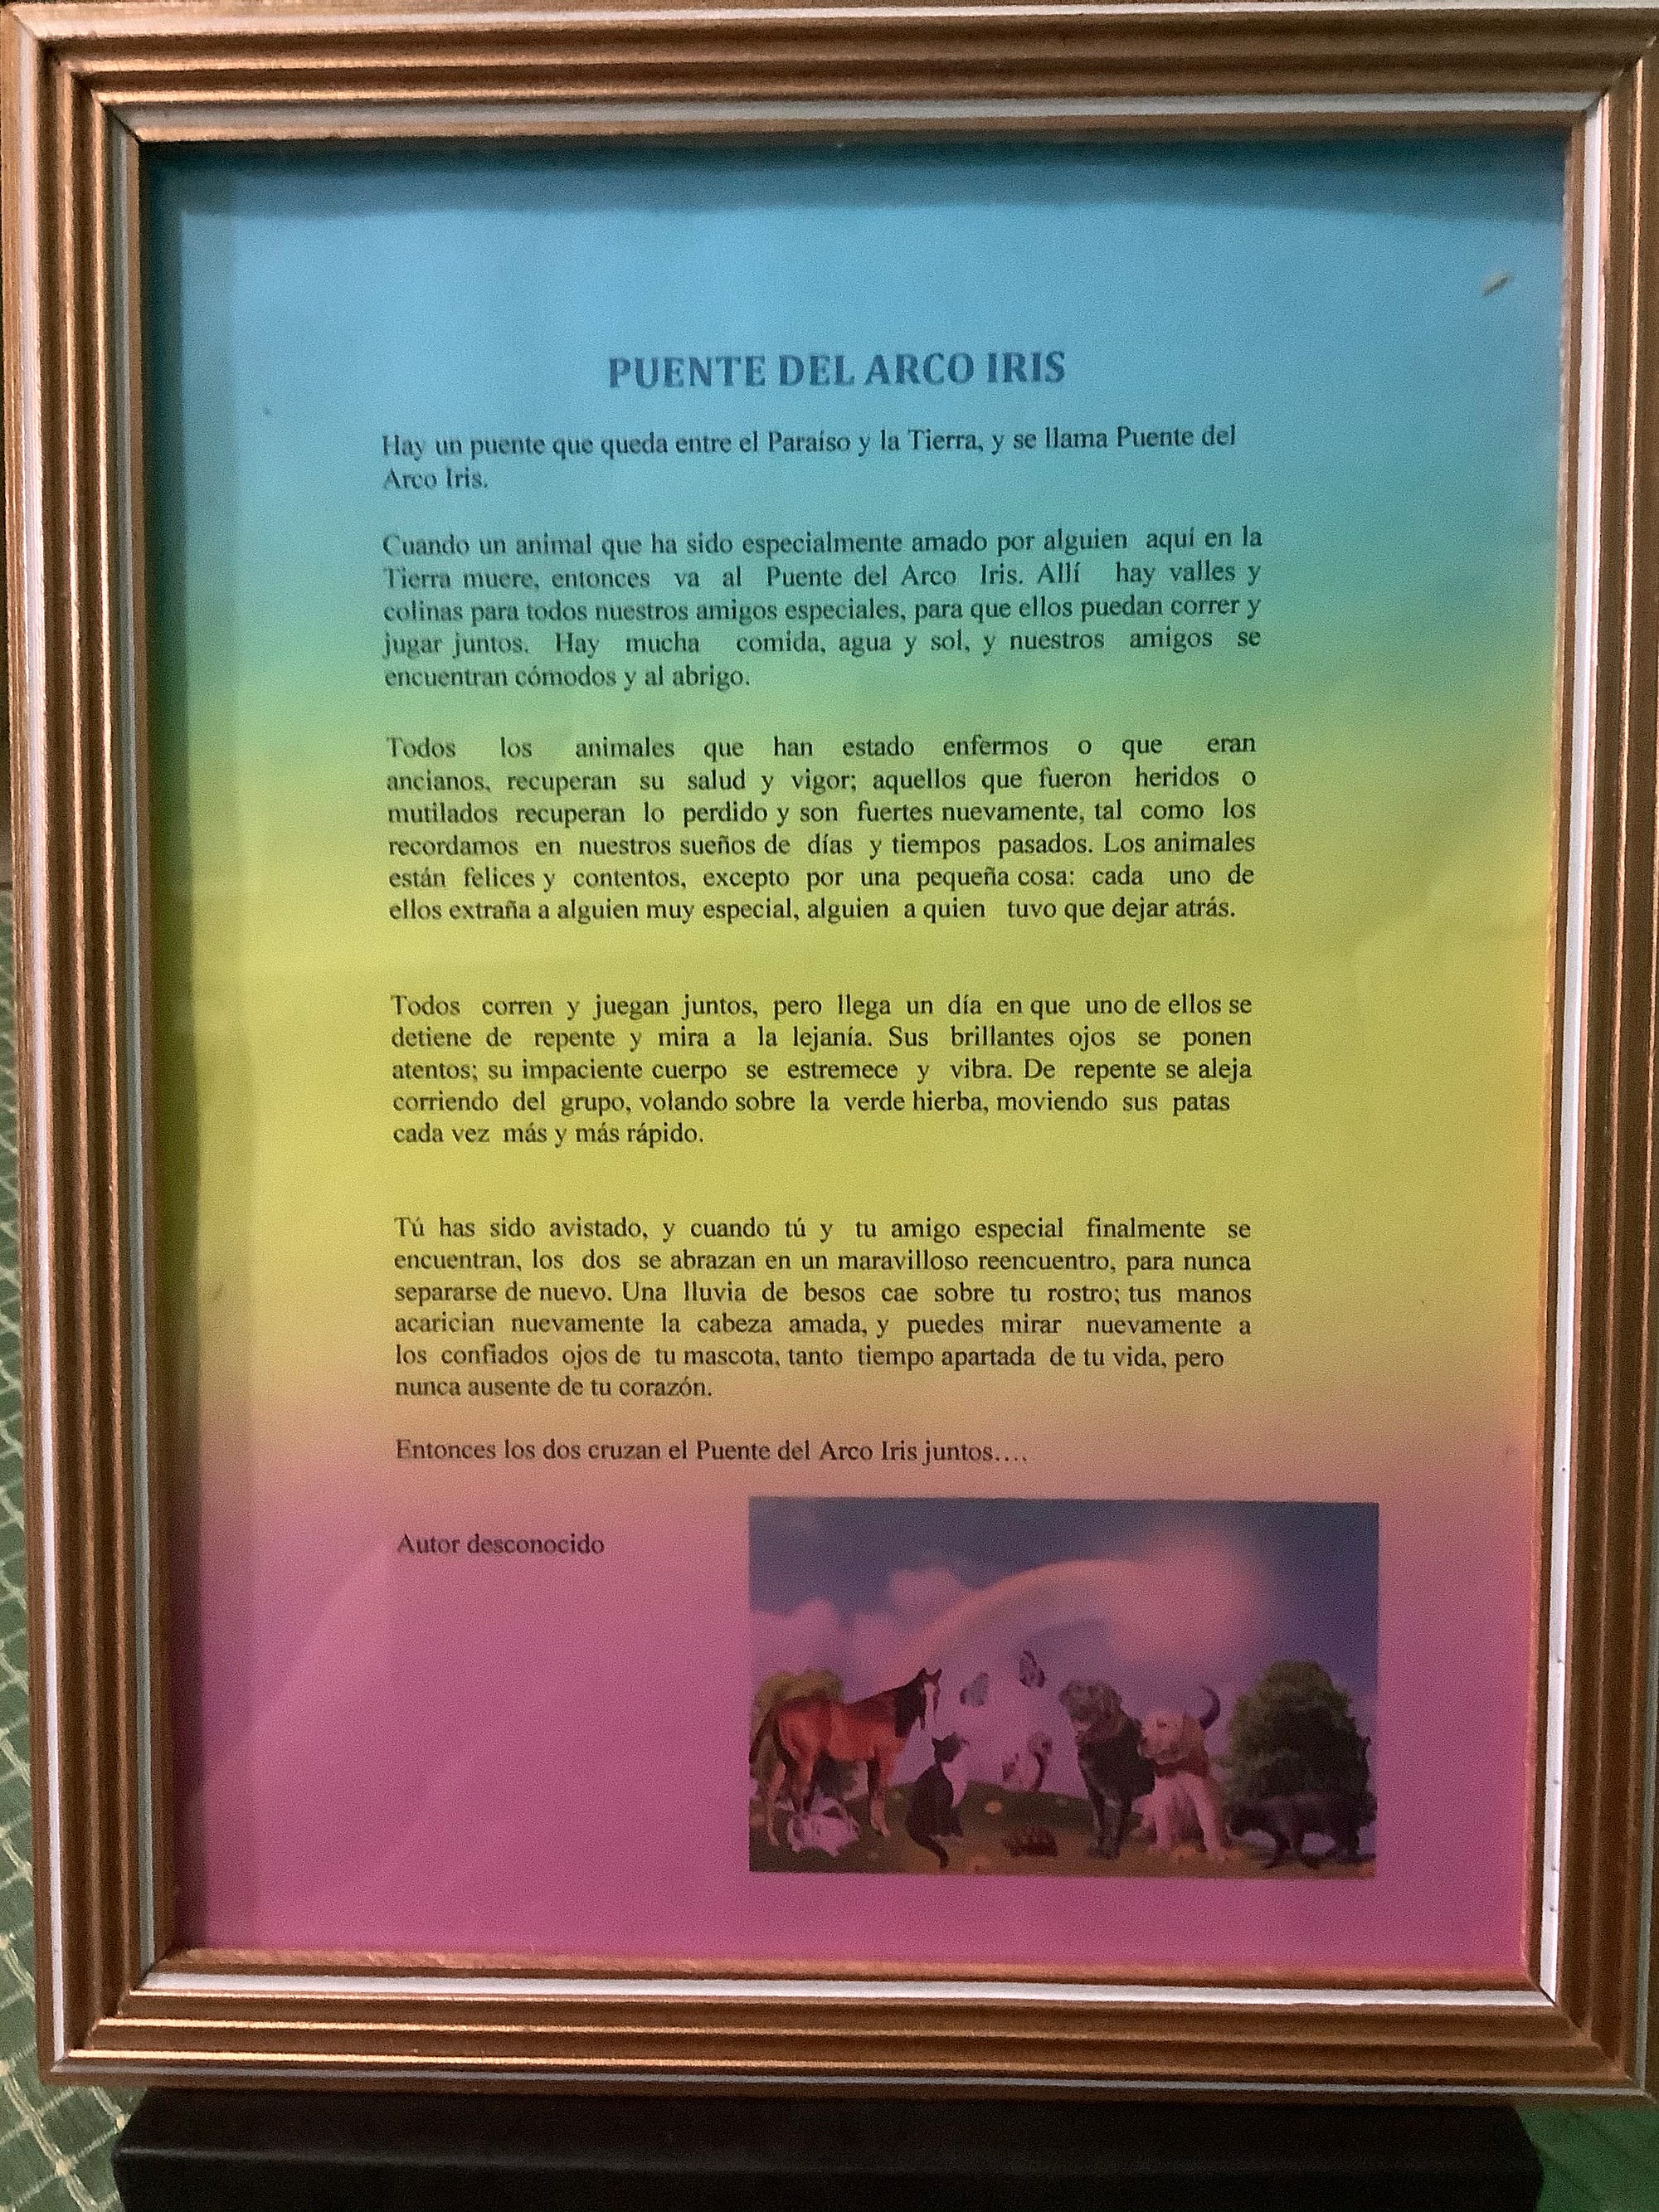 PUENTE DEL ARCO IRIS
Hay un puente que queda entre el Paraíso y la Tierra, y se llama Puente del
Arco Iris.
Cuando un animal que ha sido especialmente amado por alguien aquí en la
Tierra muere, entonces va al Puente del Arco Iris. Allí hay valles y
colinas para todos nuestros amigos especiales, para que ellos puedan correr y
jugar juntos. Hay mucha comida, agua y sol, y nuestros amigos se
encuentran cómodos y al abrigo.
Todos los animales que han estado enfermos o que eran
ancianos, recuperan su salud y vigor; aquellos que fueron heridos o
mutilados recuperan lo perdido y son fuertes nuevamente, tal como los
recordamos en nuestros sueños de días y tiempos pasados. Los animales
están felices y contentos, excepto por una pequeña cosa: cada uno de
ellos extraña a alguien muy especial, alguien a quien tuvo que dejar atrás.
Todos corren y juegan juntos, pero llega un día en que uno de ellos se
detiene de repente y mira a la lejanía. Sus brillantes ojos se ponen
atentos; su impaciente cuerpo se estremece y vibra. De repente se aleja
corriendo del grupo, volando sobre la verde hierba, moviendo sus patas
cada vez más y más rápido.
Tú has sido avistado, y cuando tú y tu amigo especial finalmente se
encuentran, los dos se abrazan en un maravilloso reencuentro, para nunca
separarse de nuevo. Una lluvia de besos cae sobre tu rostro; tus manos
acarician nuevamente la cabeza amada, y puedes mirar nuevamente a
los confiados ojos de tu mascota, tanto tiempo apartada de tu vida, pero
nunca ausente de tu corazón.
Entonces los dos cruzan el Puente del Arco Iris juntos….
Autor desconocido